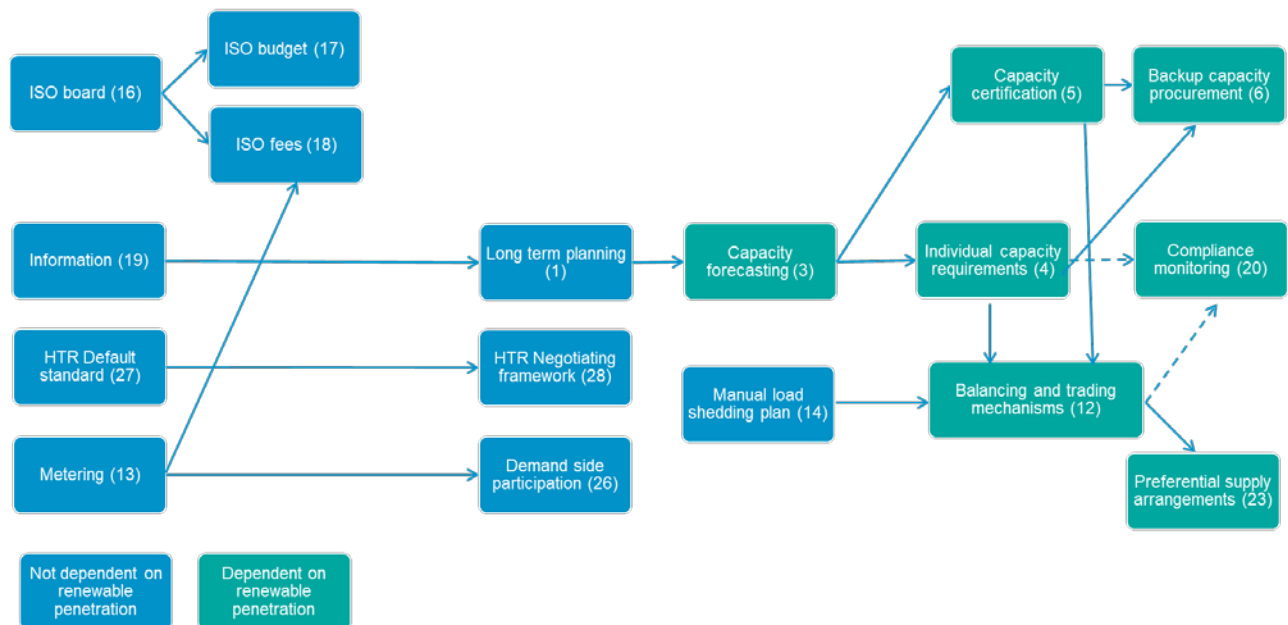 ISO budget (17)
ISO board (16)
ISO fees (18)
Capacity
certification (5)
Backup capacity
procurement (6)
Information (19)
Long term planning
(1)
Capacity
forecasting (3)
Individual capacity
requirements (4)
Compliance
monitoring (20)
HTR Default
standard (27)
HTR Negotiating
framework (28)
Manual load
shedding plan (14)
Balancing and trading
mechanisms (12)
Metering (13)
Demand side
participation (26)
Preferential supply
arrangements (23)
Not dependent on
renewable
penetration
Dependent on
renewable
penetration